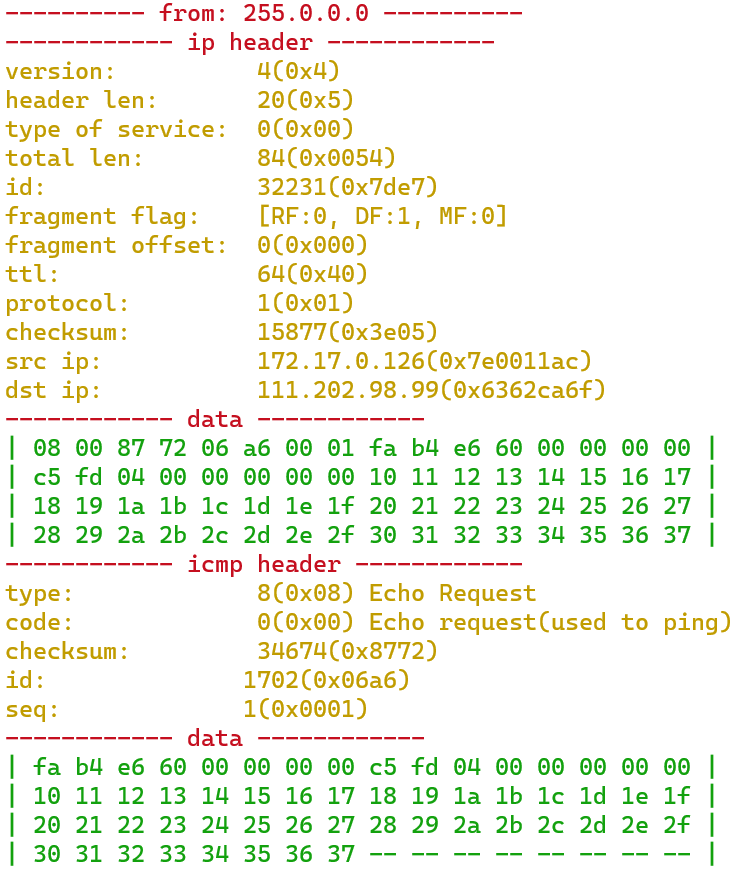 ---------- from: 255.0.0.0 ----------
------------ ip header ------------
version:          4(0x4)
header len:       20(0x5)
type of service:  0(0x00)
total len:        84(0x0054)
id:               32231(0x7de7)
fragment flag:    [RF:0, DF:1, MF:0]
fragment offset:  0(0x000)
ttl:              64(0x40)
protocol:         1(0x01)
checksum:         15877(0x3e05)
src ip:           172.17.0.126(0x7e0011ac)
dst ip:           111.202.98.99(0x6362ca6f)
------------ data ------------
| 08 00 87 72 06 a6 00 01 fa b4 e6 60 00 00 00 00 |
| c5 fd 04 00 00 00 00 00 10 11 12 13 14 15 16 17 |
| 18 19 1a 1b 1c 1d 1e 1f 20 21 22 23 24 25 26 27 |
| 28 29 2a 2b 2c 2d 2e 2f 30 31 32 33 34 35 36 37 |
------------ icmp header ------------
type:             8(0x08) Echo Request
code:             0(0x00) Echo request(used to ping)
checksum:         34674(0x8772)
id:              1702(0x06a6)
seq:             1(0x0001)
------------ data ------------
| fa b4 e6 60 00 00 00 00 c5 fd 04 00 00 00 00 00 |
| 10 11 12 13 14 15 16 17 18 19 1a 1b 1c 1d 1e 1f |
| 20 21 22 23 24 25 26 27 28 29 2a 2b 2c 2d 2e 2f |
| 30 31 32 33 34 35 36 37 -- -- -- -- -- -- -- -- |